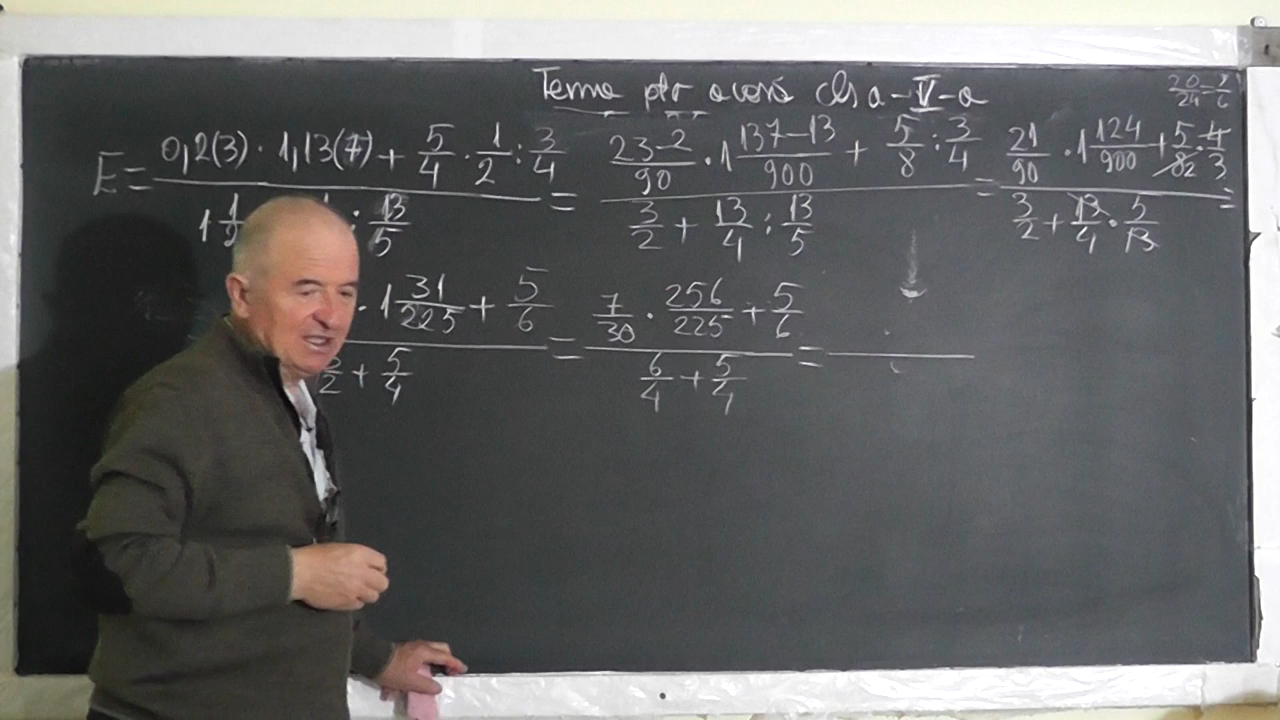 Temă ptr acasă cls a-V-a
20/24 = 5/6
E = (0,2(3) · 1,13(7) + 5/4 · 1/2 : 3/4) / (1 1/2 : 13/5) = ((23-2)/90 · 1 (137-13)/900 + 5/8 : 3/4) / (3/2 + 13/4 : 13/5) = (21/90 · 1 124/900 + 5/82 · 4/3) / (3/2 + 13/4 · 5/13) =
· 1 31/225 + 5/6 / 2 + 5/4 = (7/30 · 256/225 + 5/6) / (6/4 + 5/4) =